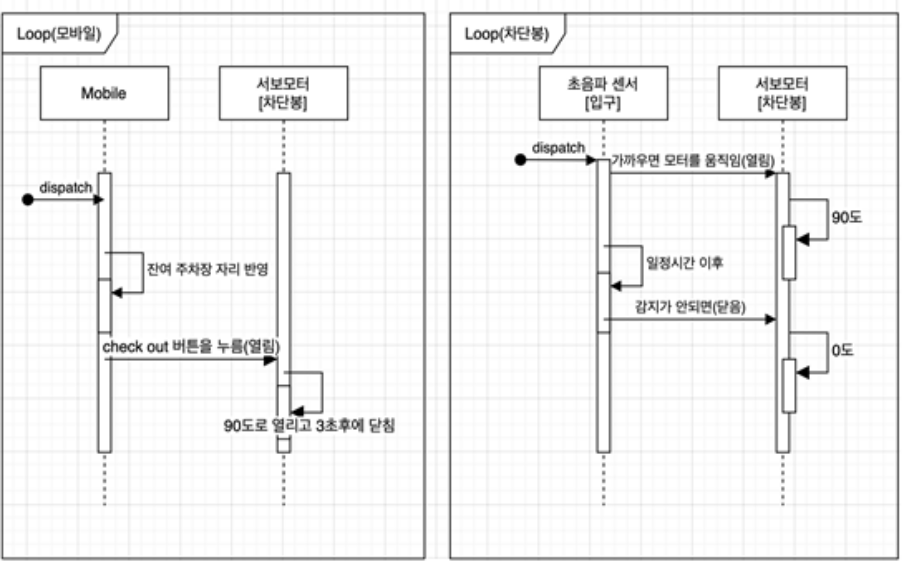 Loop(모바일)
Mobile
서보모터
[차단봉]
dispatch
잔여 주차장 자리 반영
check out 버튼을 누름(열림)
90도로 열리고 3초후에 닫침
Loop(차단봉)
초음파 센서
[입구]
서보모터
[차단봉]
dispatch
가까우면 모터를 움직임(열림)
90도
일정시간 이후
감지가 안되면(닫음)
0도